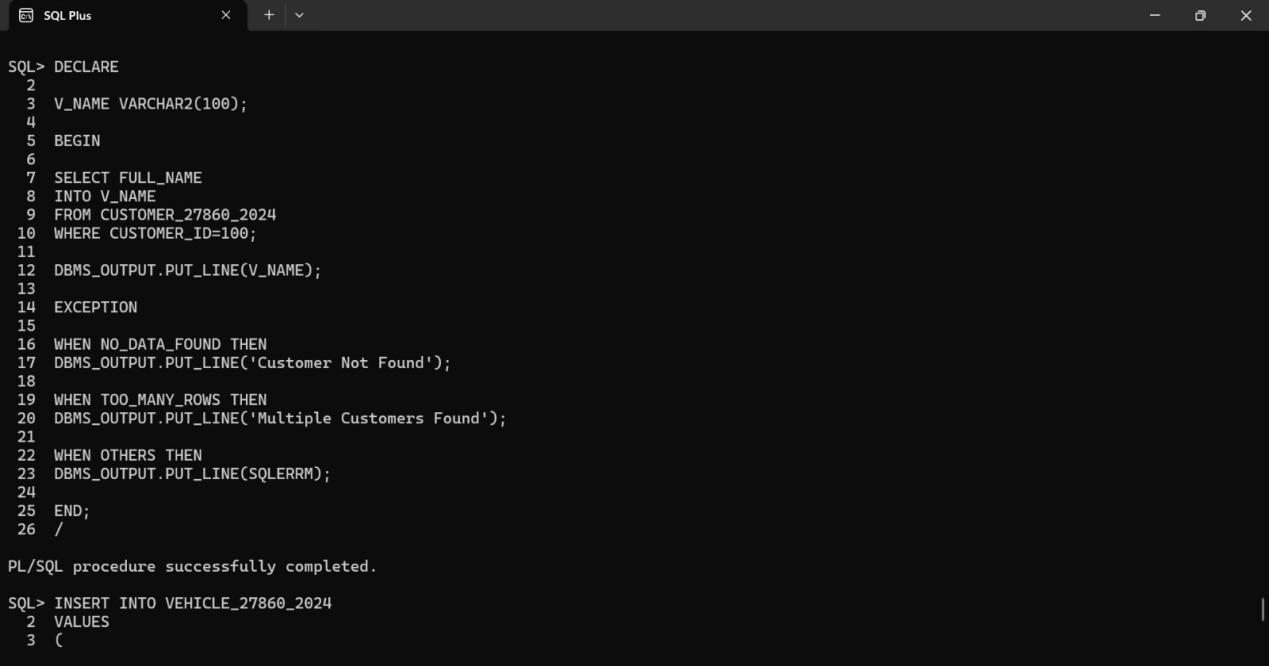 SQL Plus
SQL> DECLARE
2
3 V_NAME VARCHAR2(100);
4
5 BEGIN
6
7 SELECT FULL_NAME
8 INTO V_NAME
9 FROM CUSTOMER_27860_2024
10 WHERE CUSTOMER_ID=100;
11
12 DBMS_OUTPUT.PUT_LINE(V_NAME);
13
14 EXCEPTION
15
16 WHEN NO_DATA_FOUND THEN
17 DBMS_OUTPUT.PUT_LINE('Customer Not Found');
18
19 WHEN TOO_MANY_ROWS THEN
20 DBMS_OUTPUT.PUT_LINE('Multiple Customers Found');
21
22 WHEN OTHERS THEN
23 DBMS_OUTPUT.PUT_LINE(SQLERRM);
24
25 END;
26 /
PL/SQL procedure successfully completed.
SQL> INSERT INTO VEHICLE_27860_2024
2 VALUES
3 (